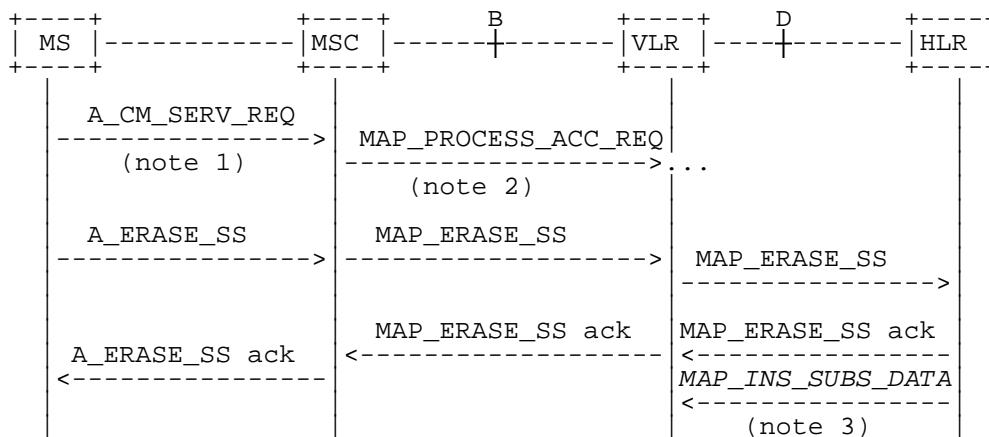 B D
MS MSC VLR HLR
A_CM_SERV_REQ
MAP_PROCESS_ACC_REQ
(note 1) ...
(note 2)
A_ERASE_SS MAP_ERASE_SS
MAP_ERASE_SS
MAP_ERASE_SS ack MAP_ERASE_SS ack
A_ERASE_SS ack
MAP_INS_SUBS_DATA
(note 3)